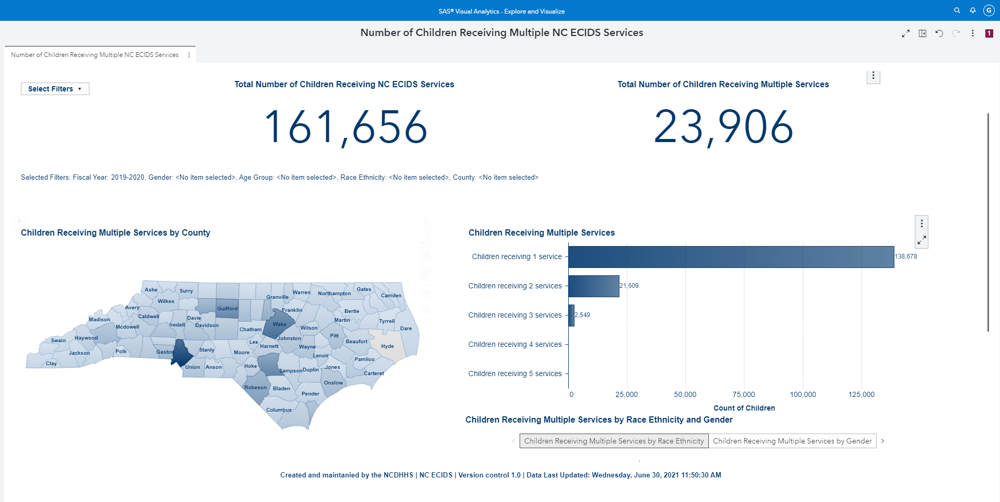 SAS® Visual Analytics - Explore and Visualize
G
Number of Children Receiving Multiple NC ECIDS Services
1
Number of Children Receiving Multiple NC ECIDS Services
Select Filters
Total Number of Children Receiving NC ECIDS Services
161,656
Total Number of Children Receiving Multiple Services
23,906
Selected Filters: Fiscal Year: 2019-2020, Gender: <No item selected>, Age Group: <No item selected>, Race Ethnicity: <No item selected>, County: <No item selected>
Children Receiving Multiple Services by County
Ashe
Surry
Granville
Warren
Northampton
Gates
Camden
Wilkes
Guilford
Avery
Caldwell
Franklin
Bertie
Madison
Davie
Martin
Tyrrell
Mcdowell
Iredell
Davidson
Chatham
Wake
Wilson
Dare
Swain
Haywood
Lee
Johnston
Pitt
Beaufort
Jackson
Polk
Gaston
Stanly
Moore
Harnett
Wayne
Hyde
Clay
Union
Anson
Hoke
Sampson
Duplin
Lenoir
Jones
Pamlico
Carteret
Robeson
Bladen
Onslow
Pender
Columbus
Children Receiving Multiple Services
Children receiving 1 service
138,678
Children receiving 2 services
21,609
Children receiving 3 services
2,549
Children receiving 4 services
Children receiving 5 services
0
25,000
50,000
75,000
100,000
125,000
Count of Children
Children Receiving Multiple Services by Race Ethnicity and Gender
Children Receiving Multiple Services by Race Ethnicity
Children Receiving Multiple Services by Gender
Created and maintanied by the NCDHHS | NC ECIDS | Version control 1.0 | Data Last Updated: Wednesday, June 30, 2021 11:50:30 AM